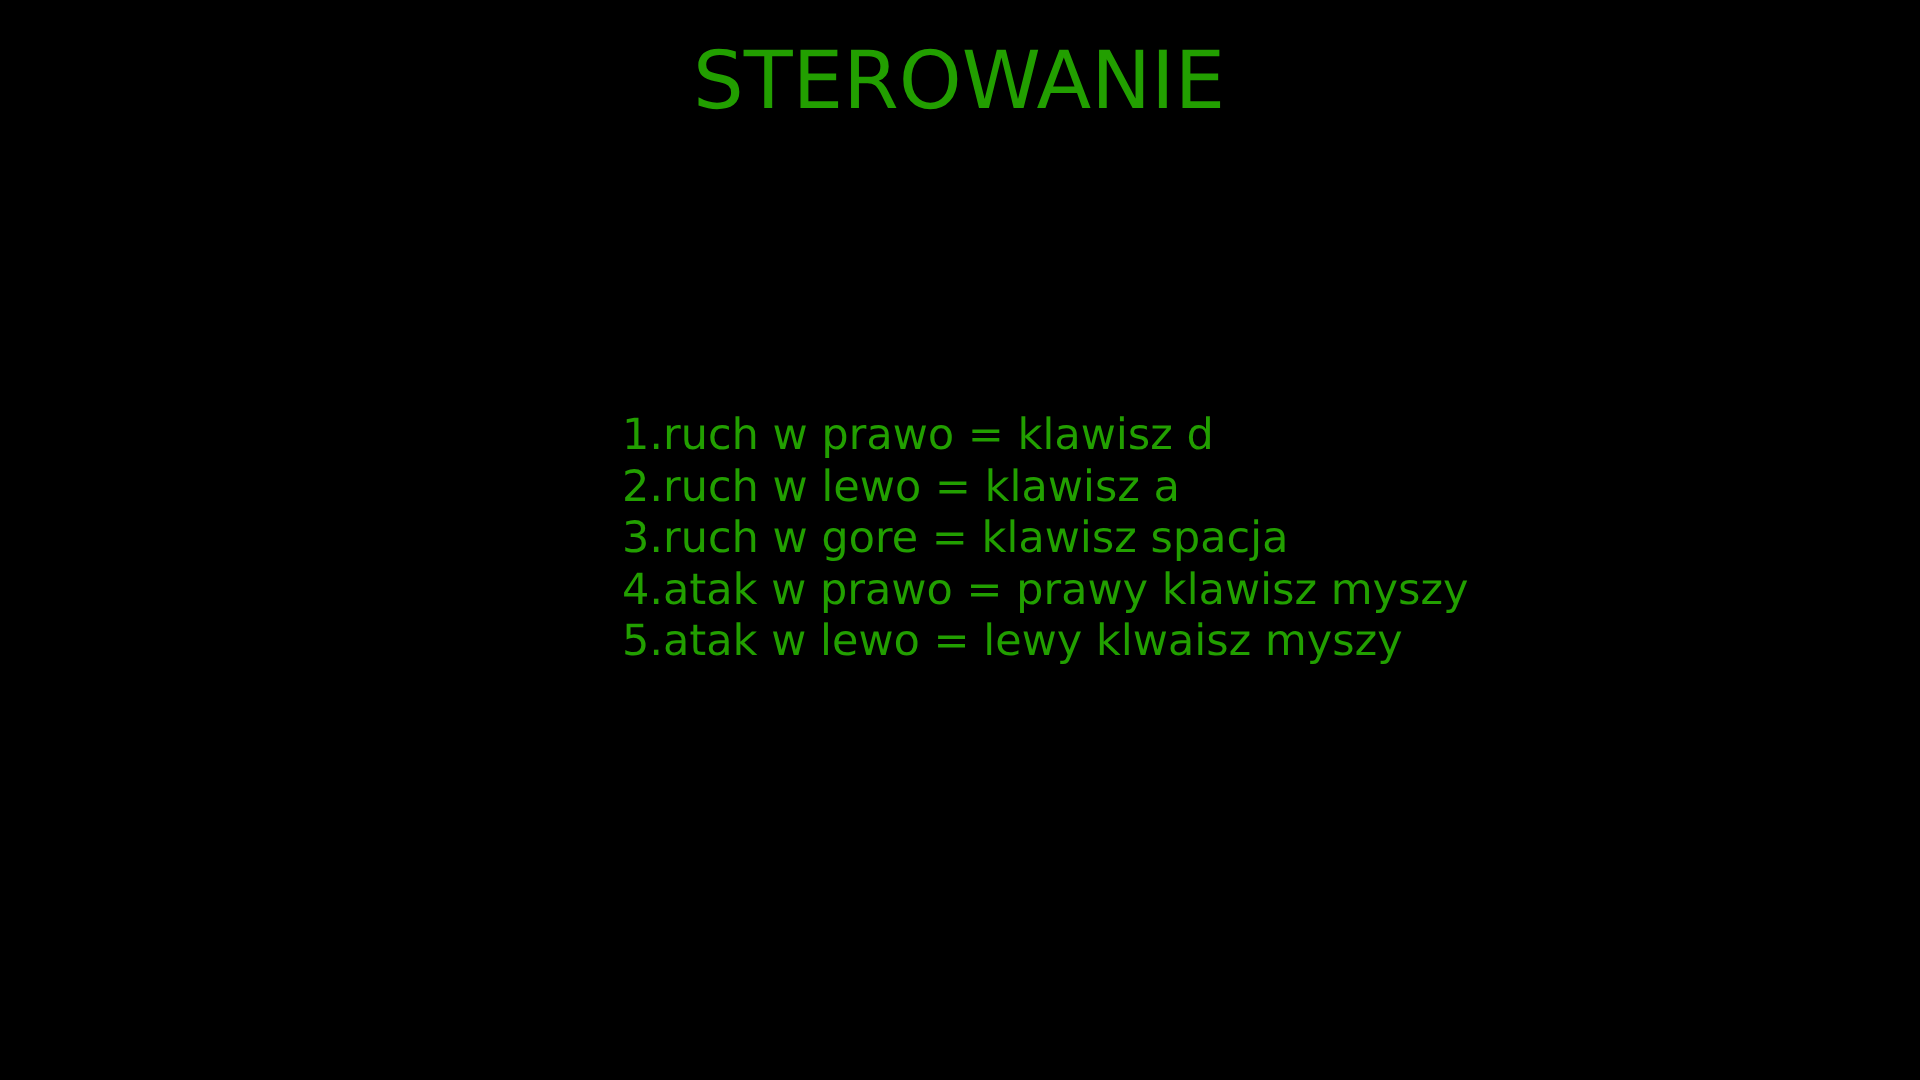 STEROWANIE
1.ruch w prawo = klawisz d
2.ruch w lewo = klawisz a
3.ruch w gore = klawisz spacja
4.atak w prawo = prawy klawisz myszy
5.atak w lewo = lewy klwaisz myszy